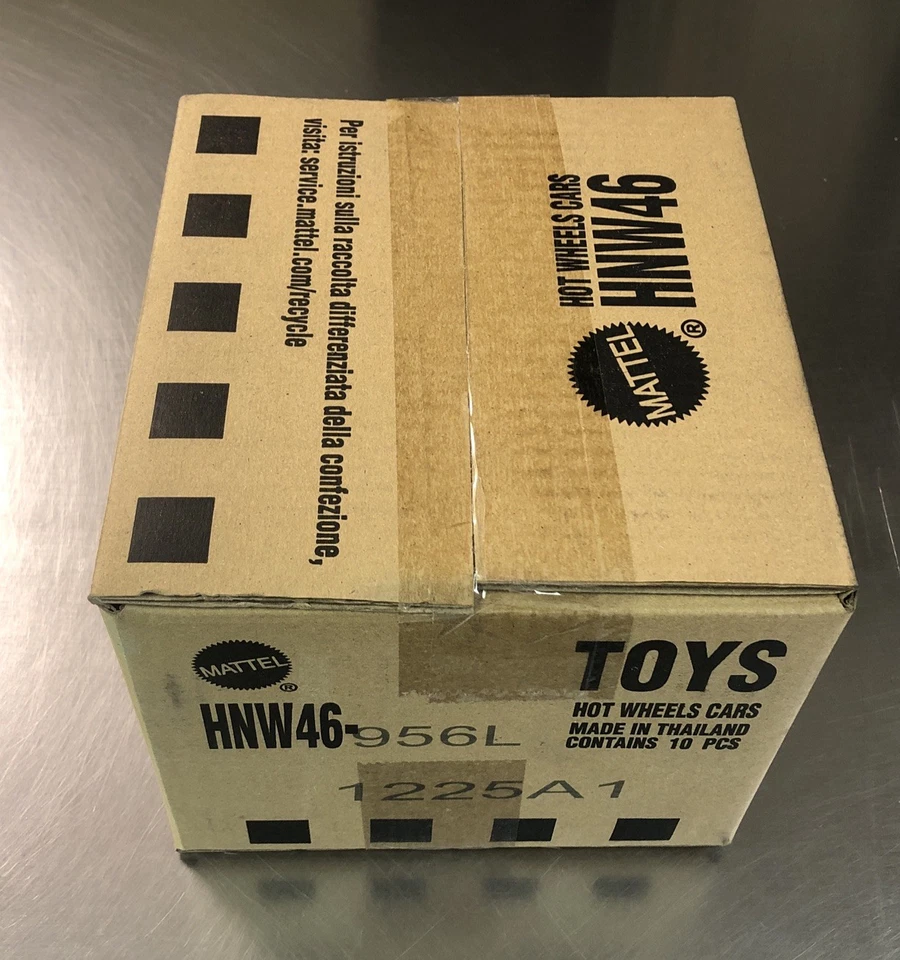 Per istruzioni sulla raccolta differenziata della confezione,
visita: service.mattel.com/recycle
HOT WHEELS CARS
HNW46
MATTEL®
MATTEL®
HNW46-956L
1225A1
TOYS
HOT WHEELS CARS
MADE IN THAILAND
CONTAINS 10 PCS